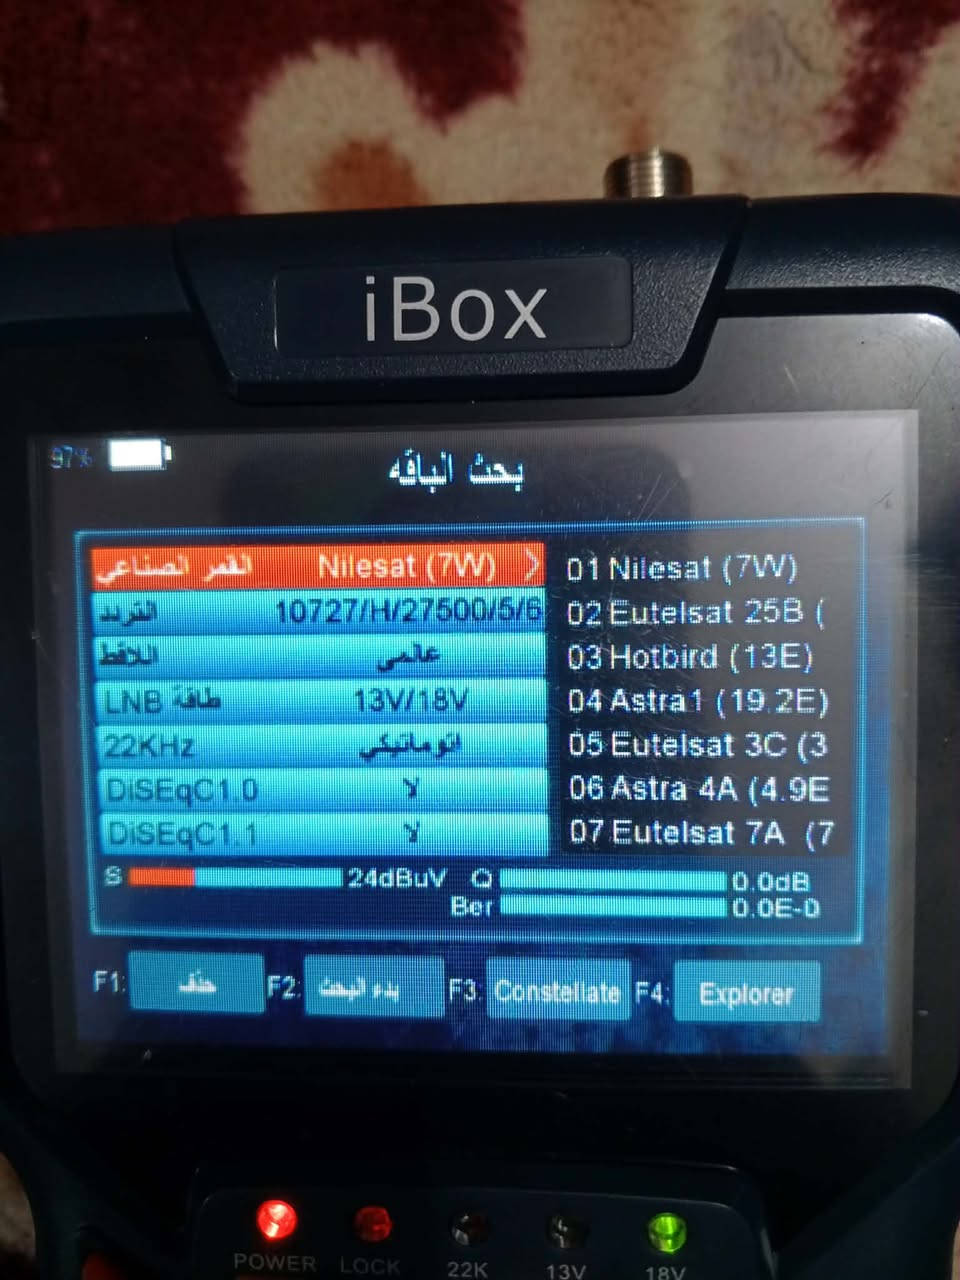 iBox
97%
بحث الباقه
القمر الصناعي Nilesat (7W) >
التردد 10727/H/27500/5/6
اللاقط عالمي
طاقة LNB 13V/18V
22KHz اتوماتيكي
DiSEqC1.0 لا
DiSEqC1.1 لا
01 Nilesat (7W)
02 Eutelsat 25B (
03 Hotbird (13E)
04 Astra1 (19.2E)
05 Eutelsat 3C (3
06 Astra 4A (4.9E
07 Eutelsat 7A (7
S 24dBuV Q 0.0dB
Ber 0.0E-0
F1: حذف F2: بدء البحث F3: Constellate F4: Explorer
POWER LOCK 22K 13V 18V